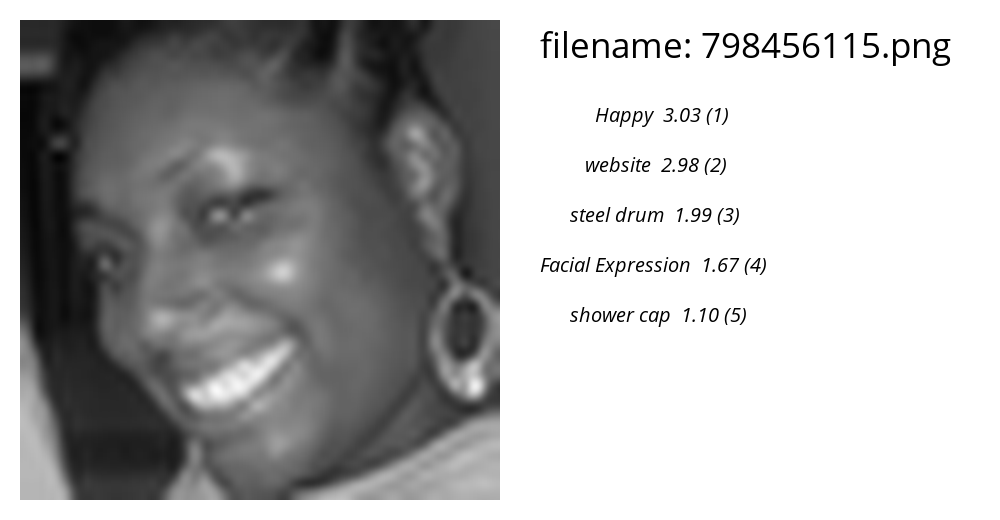 filename: 798456115.png
Happy 3.03 (1)
website 2.98 (2)
steel drum 1.99 (3)
Facial Expression 1.67 (4)
shower cap 1.10 (5)